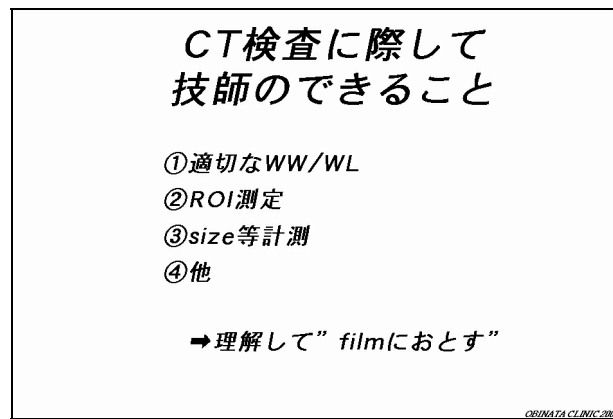 CT検査に際して
技師のできること
①適切なWW/WL
②ROI測定
③size等計測
④他
➡理解して”filmにおとす”
OBINATA CLINIC